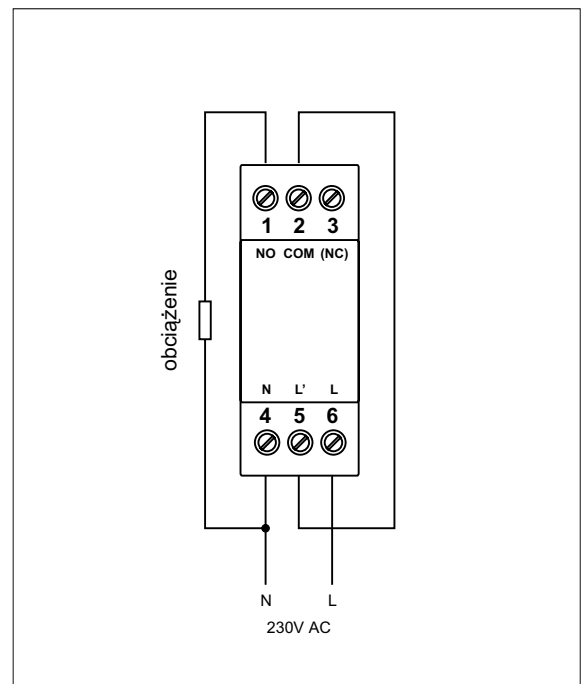 1 2 3
NO COM (NC)
obciążenie
N L' L
4 5 6
N L
230V AC